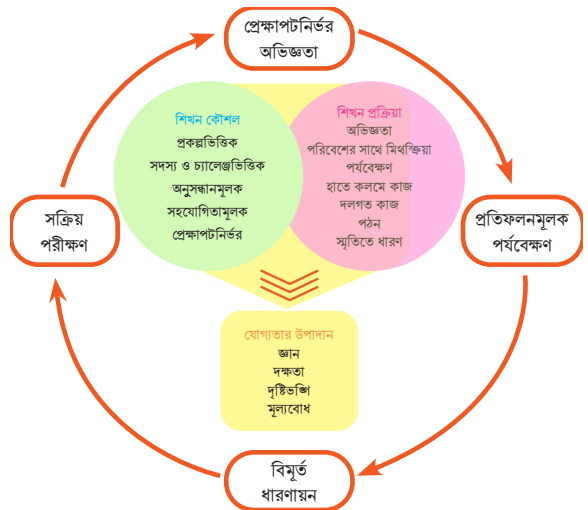 প্রেক্ষাপটনির্ভর
অভিজ্ঞতা
শিখন কৌশল
প্রকল্পভিত্তিক
সদস্য ও চ্যালেঞ্জভিত্তিক
অনুসন্ধানমূলক
সহযোগিতামূলক
প্রেক্ষাপটনির্ভর
শিখন প্রক্রিয়া
অভিজ্ঞতা
পরিবেশের সাথে মিথস্ক্রিয়া
পর্যবেক্ষণ
হাতে কলমে কাজ
দলগত কাজ
পঠন
স্মৃতিতে ধারণ
সক্রিয়
পরীক্ষণ
প্রতিফলনমূলক
পর্যবেক্ষণ
যোগ্যতার উপাদান
জ্ঞান
দক্ষতা
দৃষ্টিভঙ্গি
মূল্যবোধ
বিমূর্ত
ধারণায়ন